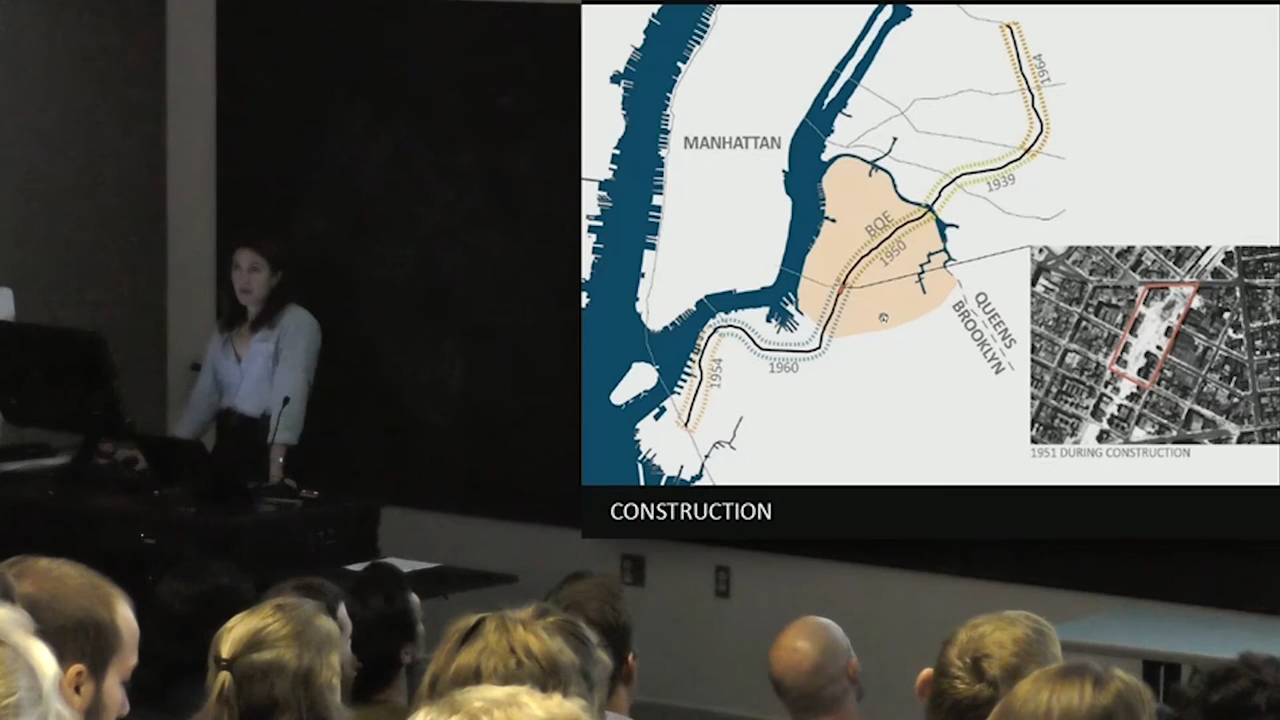 1964
MANHATTAN
1939
BQE
1950
QUEENS
BROOKLYN
1954
1960
1951 DURING CONSTRUCTION
CONSTRUCTION